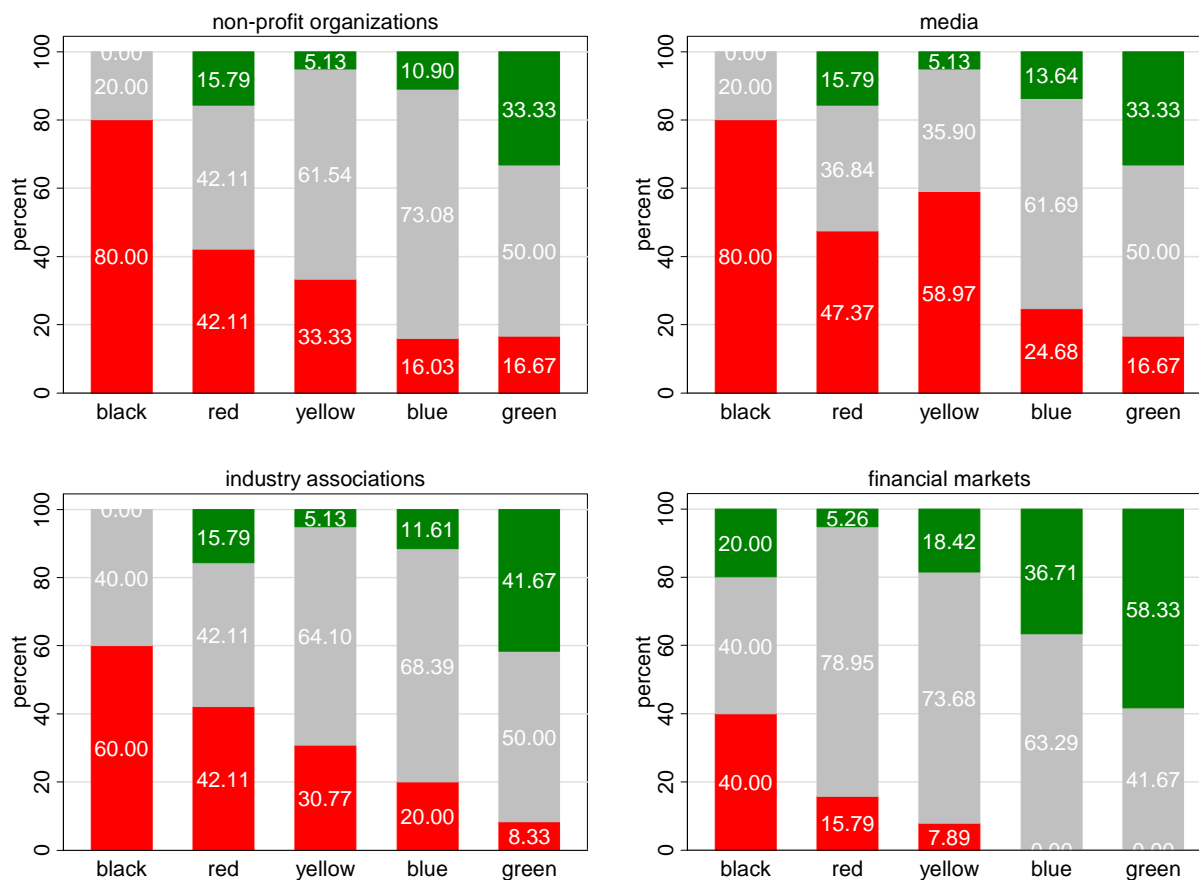 non-profit organizations
percent
0 20 40 60 80 100
0.00 15.79 5.13 10.90 33.33
20.00 42.11 61.54 73.08 50.00
80.00 42.11 33.33 16.03 16.67
black red yellow blue green
media
percent
0 20 40 60 80 100
0.00 15.79 5.13 13.64 33.33
20.00 36.84 35.90 61.69 50.00
80.00 47.37 58.97 24.68 16.67
black red yellow blue green
industry associations
percent
0 20 40 60 80 100
0.00 15.79 5.13 11.61 41.67
40.00 42.11 64.10 68.39 50.00
60.00 42.11 30.77 20.00 8.33
black red yellow blue green
financial markets
percent
0 20 40 60 80 100
20.00 5.26 18.42 36.71 58.33
40.00 78.95 73.68 63.29 41.67
40.00 15.79 7.89 0.00 0.00
black red yellow blue green